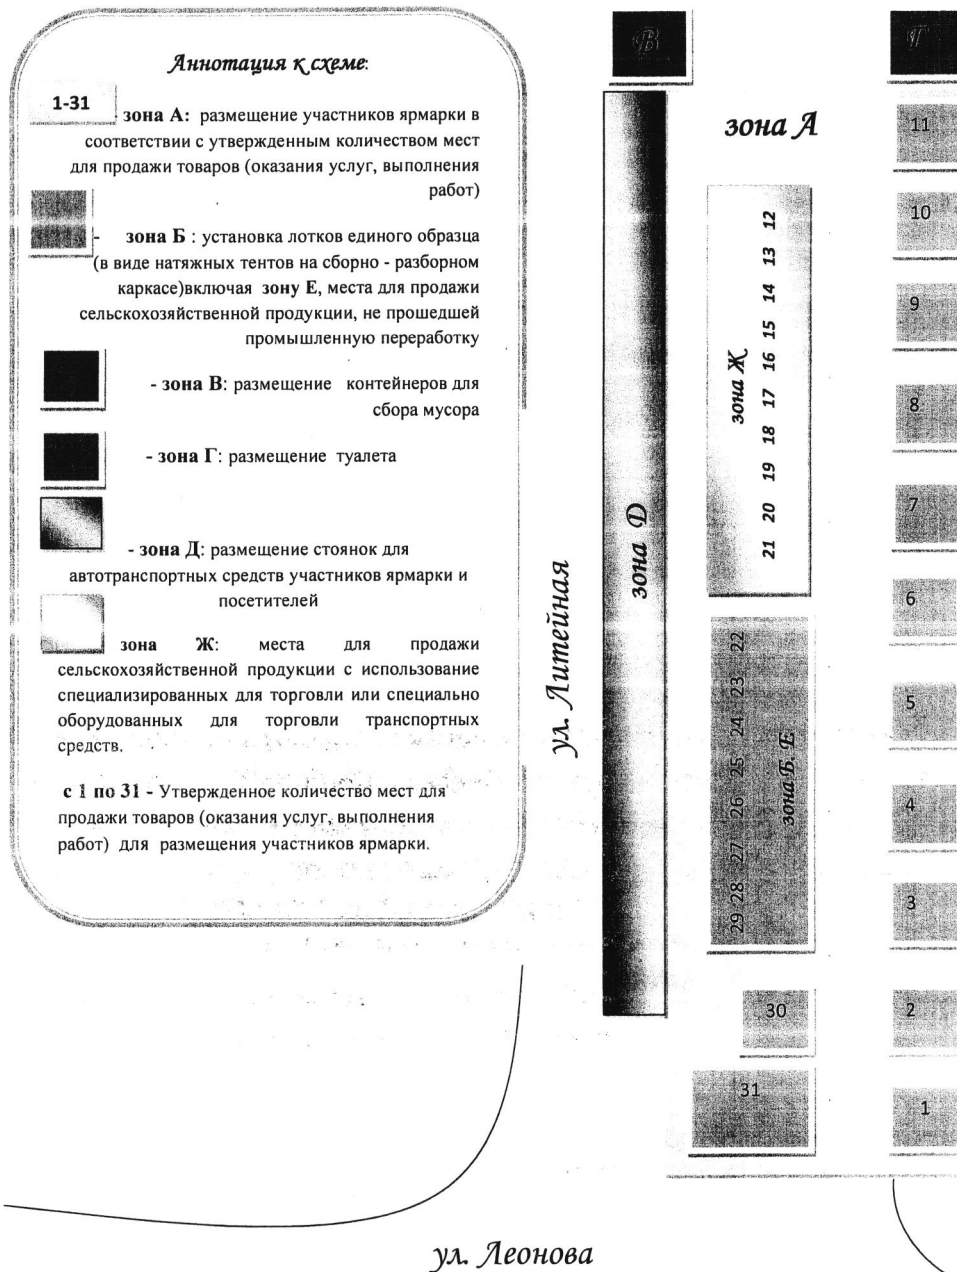 Аннотация к схеме:
1-31
- зона А: размещение участников ярмарки в
соответствии с утвержденным количеством мест
для продажи товаров (оказания услуг, выполнения
работ)
- зона Б : установка лотков единого образца
(в виде натяжных тентов на сборно - разборном
каркасе)включая зону Е, места для продажи
сельскохозяйственной продукции, не прошедшей
промышленную переработку
- зона В: размещение контейнеров для
сбора мусора
- зона Г: размещение туалета
- зона Д: размещение стоянок для
автотранспортных средств участников ярмарки и
посетителей
зона Ж: места для продажи
сельскохозяйственной продукции с использование
специализированных для торговли или специально
оборудованных для торговли транспортных
средств.
с 1 по 31 - Утвержденное количество мест для
продажи товаров (оказания услуг, выполнения
работ) для размещения участников ярмарки.
ул. Литейная
В
зона D
зона А
зона Ж
21 20 19 18 17 16 15 14 13 12
29 28 27 26 25 24 23 22
зонаБ. Е
30
31
Г
11
10
9
8
7
6
5
4
3
2
1
ул. Леонова